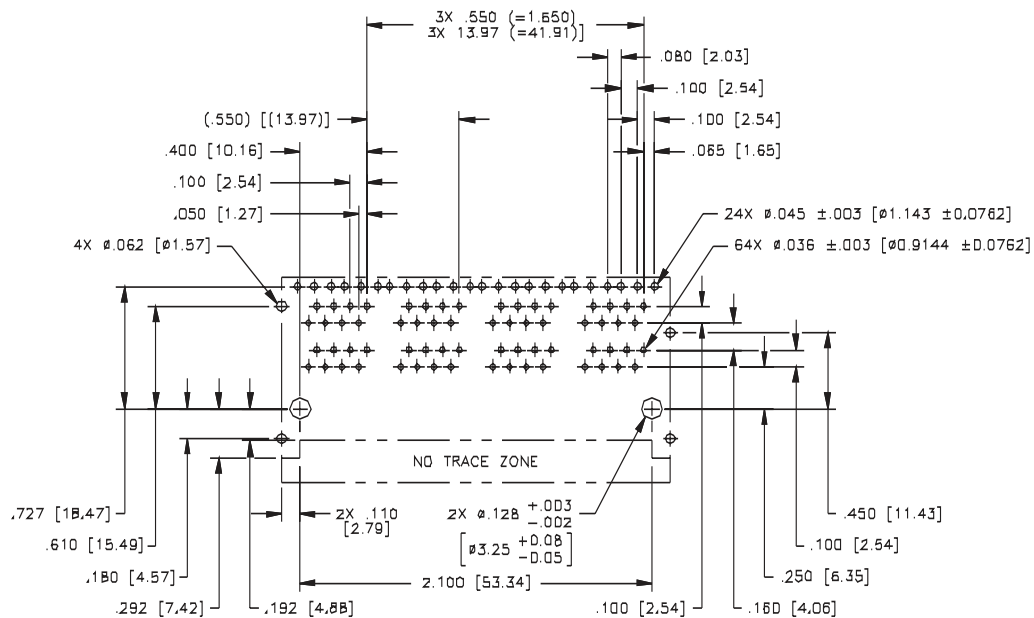 3X .550 (=1.650)
3X 13.97 (=41.91)]
.080 [2.03]
.100 [2.54]
(.550) [(13.97)]
.100 [2.54]
.400 [10.16]
.065 [1.65]
.100 [2.54]
.050 [1.27]
24X ø.045 ±.003 [ø1.143 ±0.0762]
4X ø.062 [ø1.57]
64X ø.036 ±.003 [ø0.9144 ±0.0762]
NO TRACE ZONE
.727 [18.47]
2X .110
[2.79]
2X ø.128 +.003
-.002
[ø3.25 +0.08
-0.05]
.450 [11.43]
.610 [15.49]
.100 [2.54]
.180 [4.57]
2.100 [53.34]
.250 [6.35]
.292 [7.42]
.192 [4.88]
.100 [2.54]
.160 [4.06]